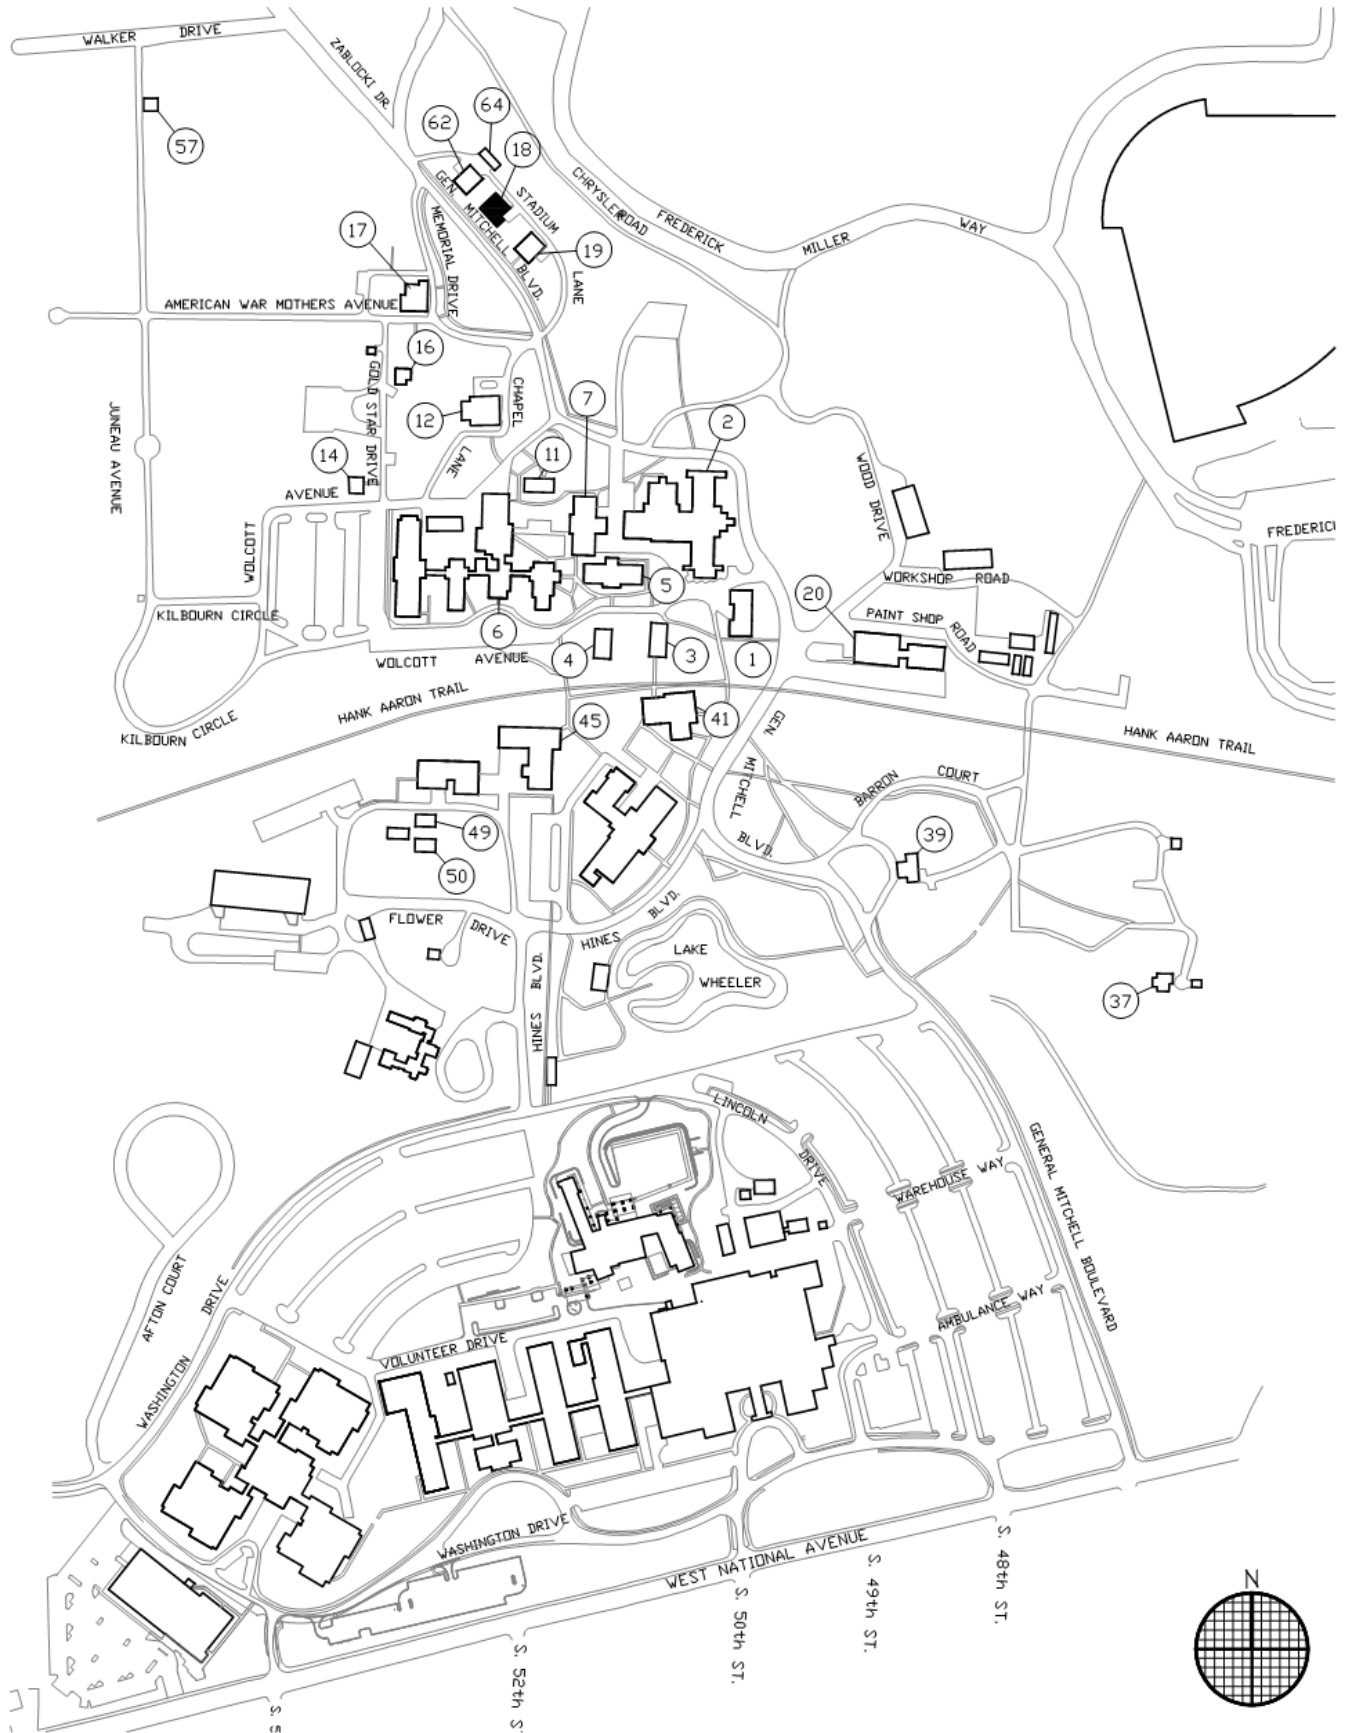 WALKER DRIVE
ZABLOCKI DR.
57
62
64
18
GEN. MITCHELL BLVD.
STADIUM LANE
CHRYSLER ROAD
FREDERICK MILLER WAY
17
MEMORIAL DRIVE
19
AMERICAN WAR MOTHERS AVENUE
16
GOLD STAR DRIVE
CHAPEL LANE
12
7
2
JUNEAU AVENUE
14
11
WOLCOTT AVENUE
WOOD DRIVE
FREDERIC
WORKSHOP ROAD
KILBOURN CIRCLE
5
20
PAINT SHOP ROAD
6
4
3
1
WOLCOTT AVENUE
HANK AARON TRAIL
KILBOURN CIRCLE
45
41
GEN. MITCHELL BLVD.
HANK AARON TRAIL
BARRON COURT
49
39
50
FLOWER DRIVE
HINES BLVD.
LAKE
WHEELER
HINES BLVD.
37
LINCOLN DRIVE
WAREHOUSE WAY
GENERAL MITCHELL BOULEVARD
AFTON COURT
WASHINGTON DRIVE
AMBULANCE WAY
VOLUNTEER DRIVE
WASHINGTON DRIVE
WEST NATIONAL AVENUE
S. 48th ST.
S. 49th ST.
S. 50th ST.
S. 52th S
S. 5
N